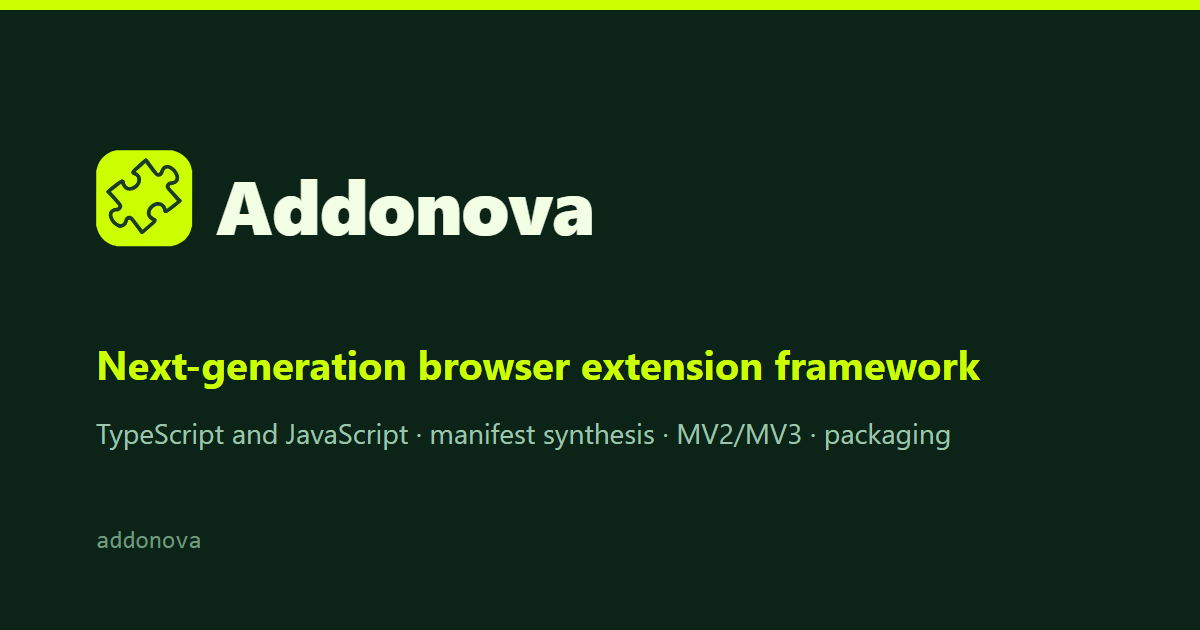 Addonova
Next-generation browser extension framework
TypeScript and JavaScript · manifest synthesis · MV2/MV3 · packaging
addonova